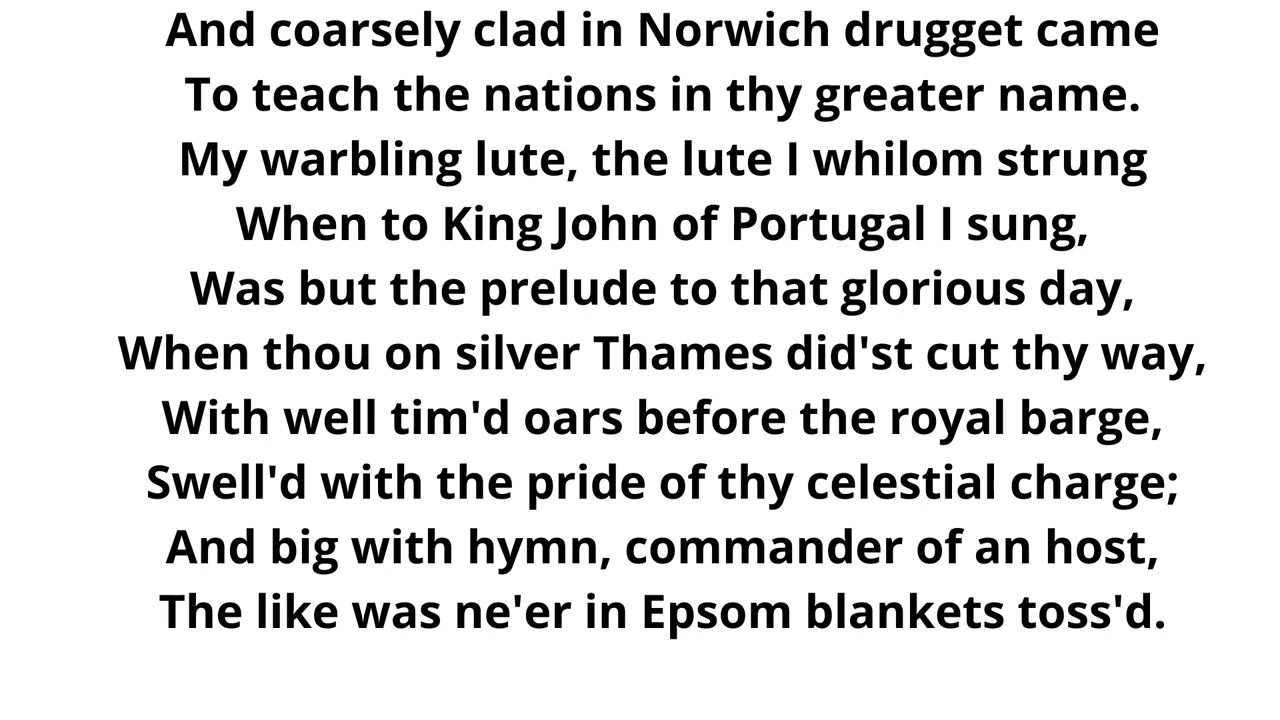 And coarsely clad in Norwich drugget came
To teach the nations in thy greater name.
My warbling lute, the lute I whilom strung
When to King John of Portugal I sung,
Was but the prelude to that glorious day,
When thou on silver Thames did'st cut thy way,
With well tim'd oars before the royal barge,
Swell'd with the pride of thy celestial charge;
And big with hymn, commander of an host,
The like was ne'er in Epsom blankets toss'd.